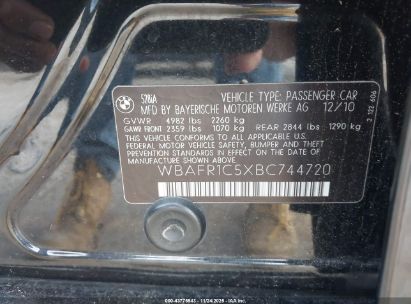 528iA
VEHICLE TYPE: PASSENGER CAR
MFD BY BAYERISCHE MOTOREN WERKE AG 12/10
GVWR 4982 lbs 2260 kg
GAWR FRONT 2359 lbs 1070 kg REAR 2844 lbs 1290 kg
THIS VEHICLE CONFORMS TO ALL APPLICABLE
FEDERAL MOTOR VEHICLE SAFETY, BUMPER, AND
THEFT PREVENTION STANDARDS IN EFFECT ON THE
DATE OF MANUFACTURE SHOWN ABOVE.
WBAFR1C5XBC744720